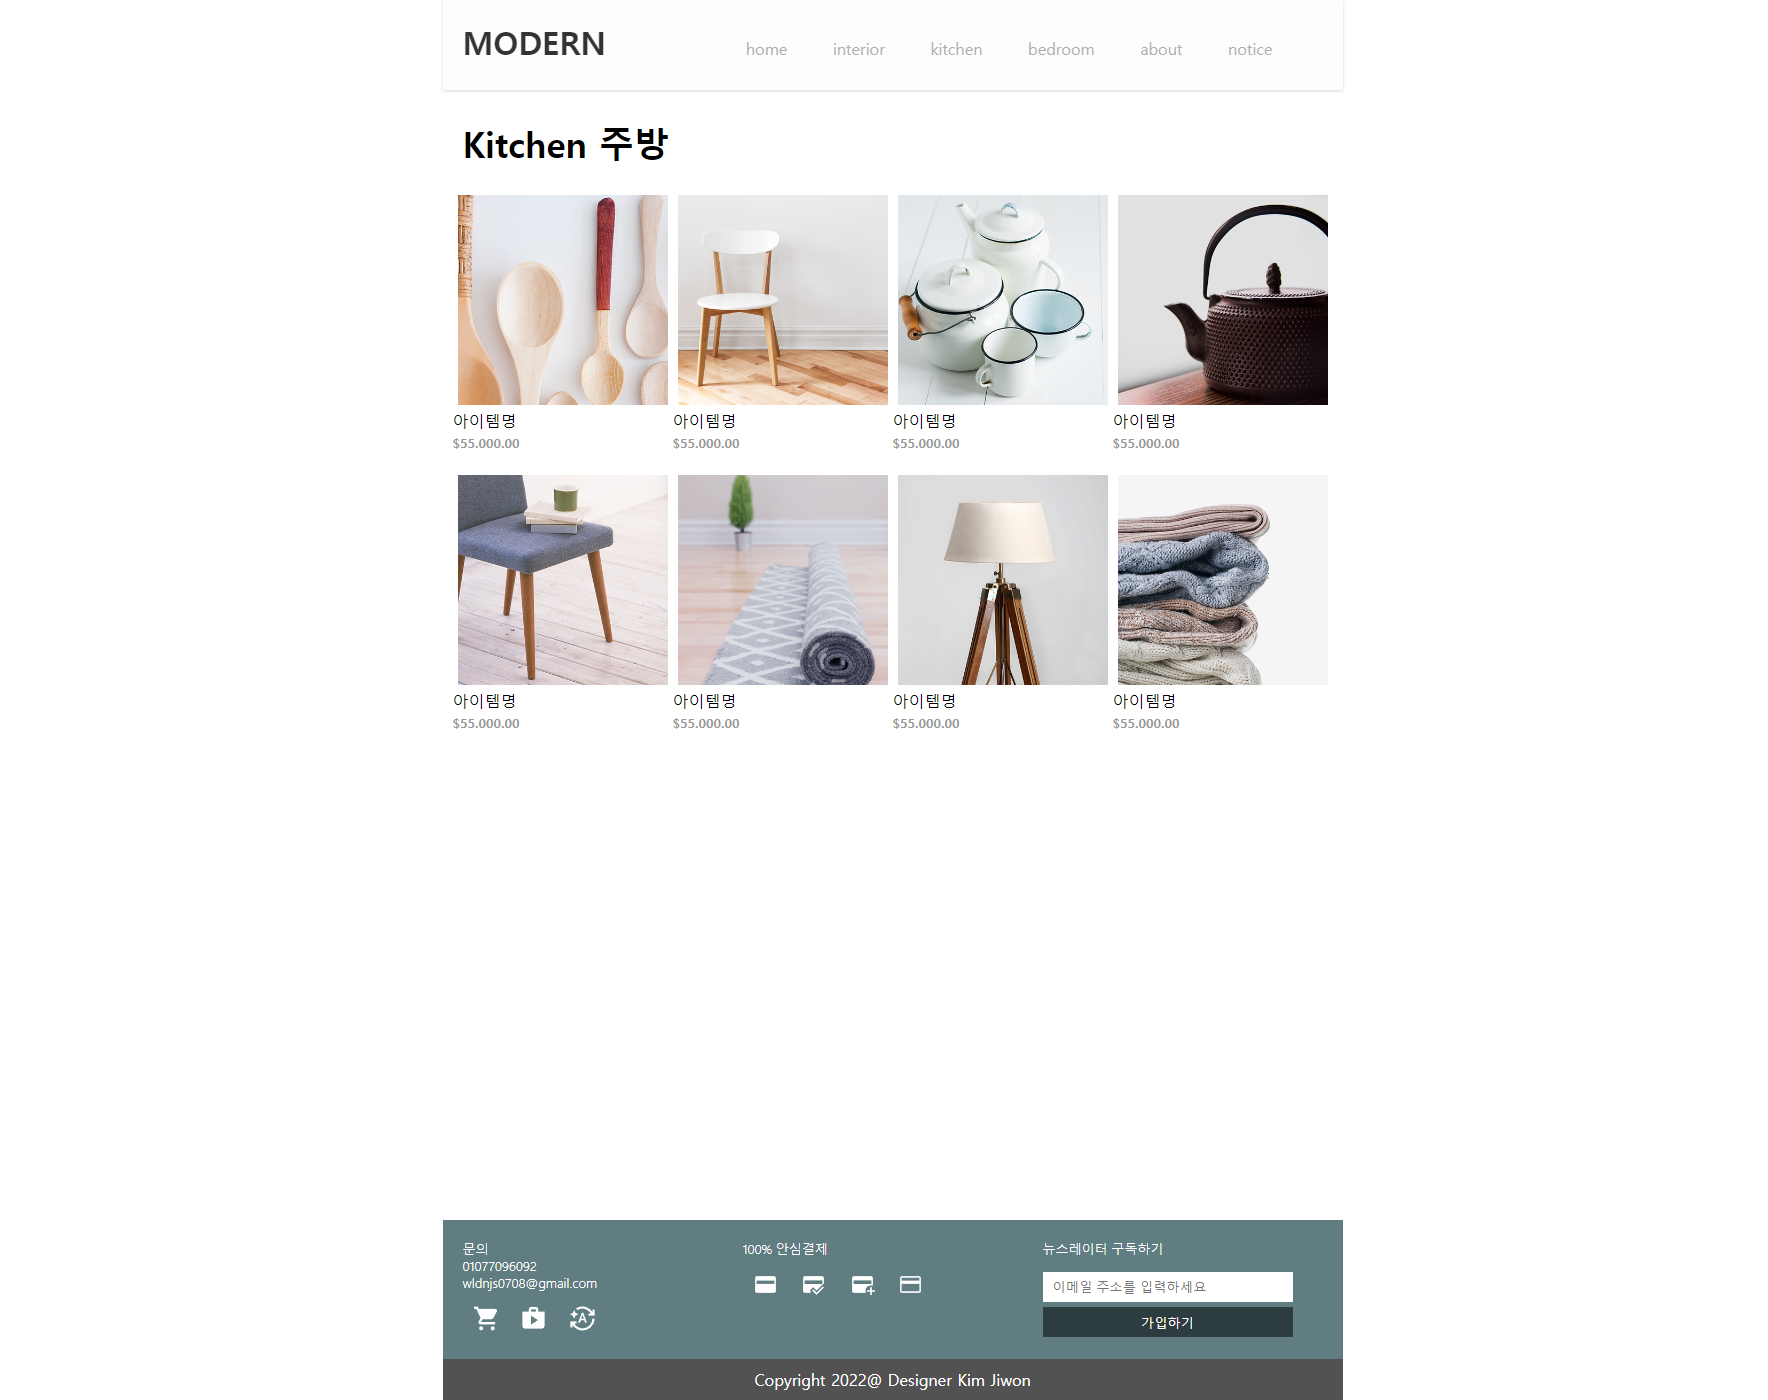 MODERN
home interior kitchen bedroom about notice
Kitchen 주방
아이템명 아이템명 아이템명 아이템명
$55.000.00 $55.000.00 $55.000.00 $55.000.00
아이템명 아이템명 아이템명 아이템명
$55.000.00 $55.000.00 $55.000.00 $55.000.00
문의
01077096092
wldnjs0708@gmail.com
A
100% 안심결제
뉴스레이터 구독하기
이메일 주소를 입력하세요
가입하기
Copyright 2022@ Designer Kim Jiwon